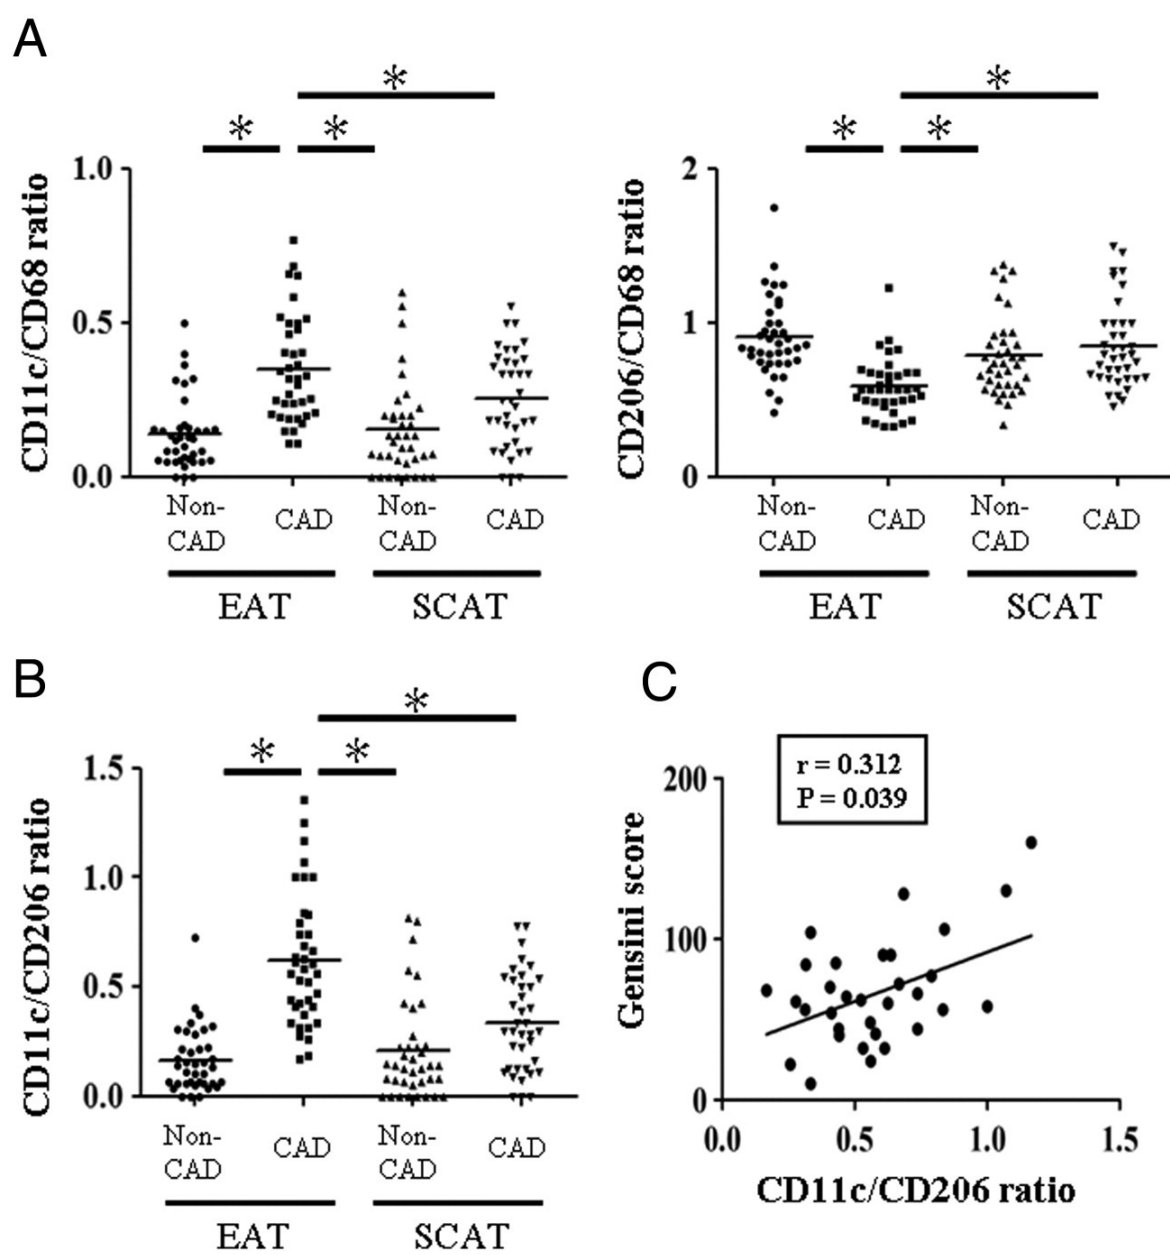 A
*
* *
1.0
0.5
0.0
CD11c/CD68 ratio
Non-
CAD
CAD
Non-
CAD
CAD
EAT
SCAT
*
* *
2
1
0
CD206/CD68 ratio
Non-
CAD
CAD
Non-
CAD
CAD
EAT
SCAT
B
*
* *
1.5
1.0
0.5
0.0
CD11c/CD206 ratio
Non-
CAD
CAD
Non-
CAD
CAD
EAT
SCAT
C
r = 0.312
P = 0.039
200
100
0
Gensini score
0.0 0.5 1.0 1.5
CD11c/CD206 ratio